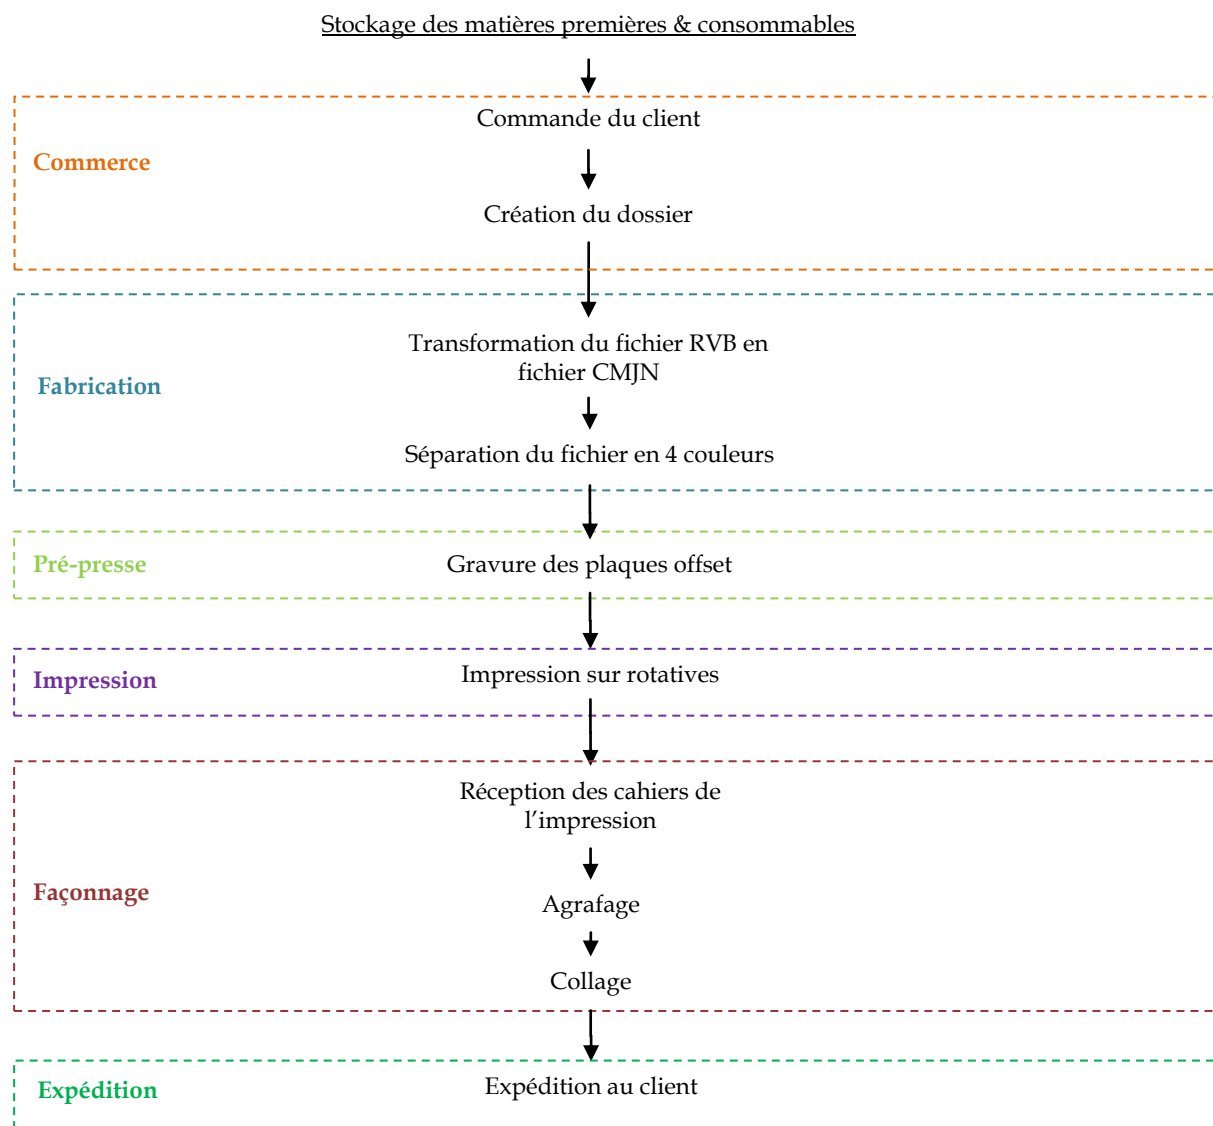 Stockage des matières premières & consommables
Commande du client
Commerce
Création du dossier
Transformation du fichier RVB en
fichier CMJN
Fabrication
Séparation du fichier en 4 couleurs
Pré-presse
Gravure des plaques offset
Impression
Impression sur rotatives
Réception des cahiers de
l’impression
Façonnage
Agrafage
Collage
Expédition
Expédition au client